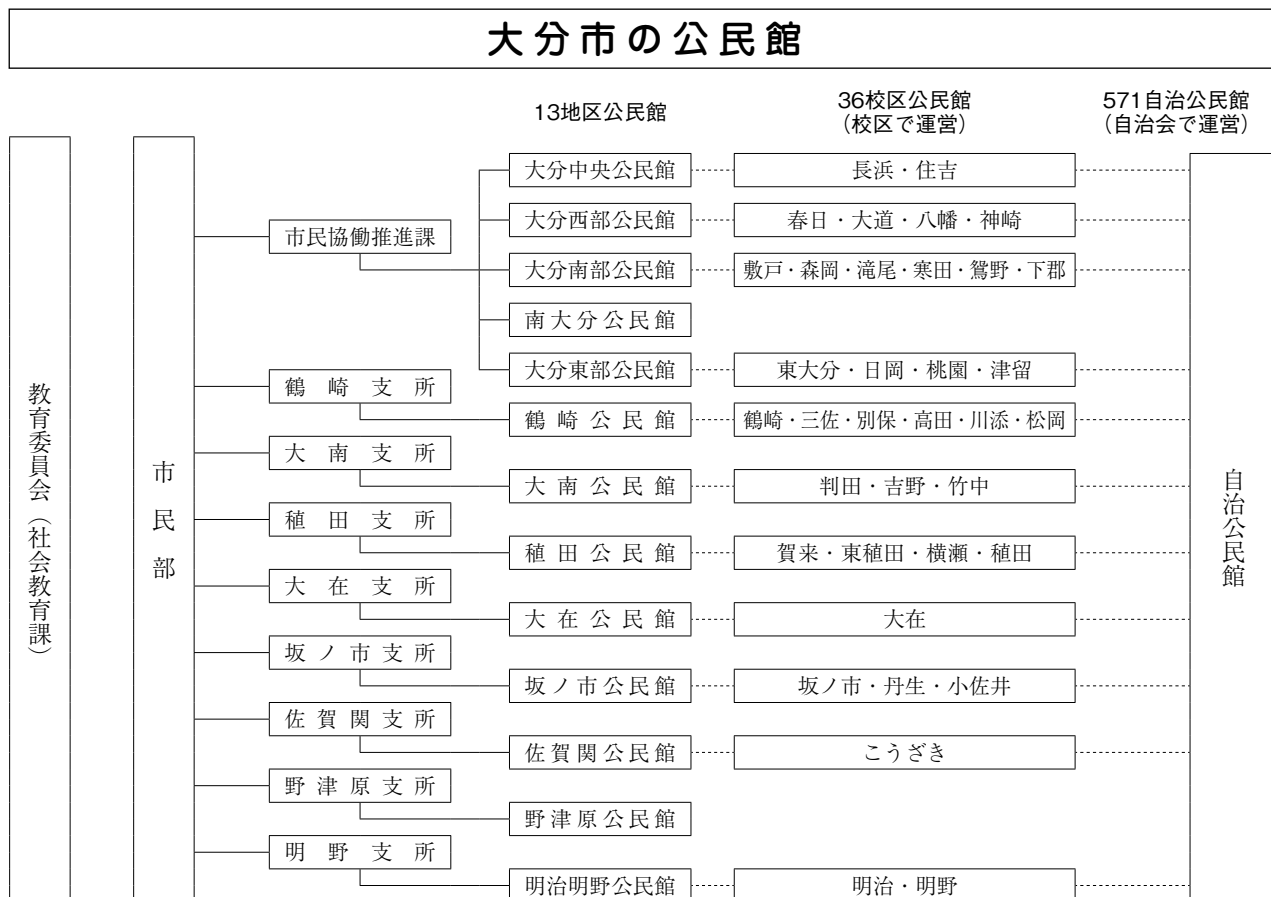 大分市の公民館
13地区公民館
36校区公民館
（校区で運営）
571自治公民館
（自治会で運営）
教育委員会（社会教育課）
市民部
市民協働推進課
大分中央公民館
長浜・住吉
大分西部公民館
春日・大道・八幡・神崎
大分南部公民館
敷戸・森岡・滝尾・寒田・鴛野・下郡
南大分公民館
大分東部公民館
東大分・日岡・桃園・津留
鶴崎支所
鶴崎公民館
鶴崎・三佐・別保・高田・川添・松岡
大南支所
大南公民館
判田・吉野・竹中
稙田支所
稙田公民館
賀来・東稙田・横瀬・稙田
大在支所
大在公民館
大在
坂ノ市支所
坂ノ市公民館
坂ノ市・丹生・小佐井
佐賀関支所
佐賀関公民館
こうざき
野津原支所
野津原公民館
明野支所
明治明野公民館
明治・明野
自治公民館